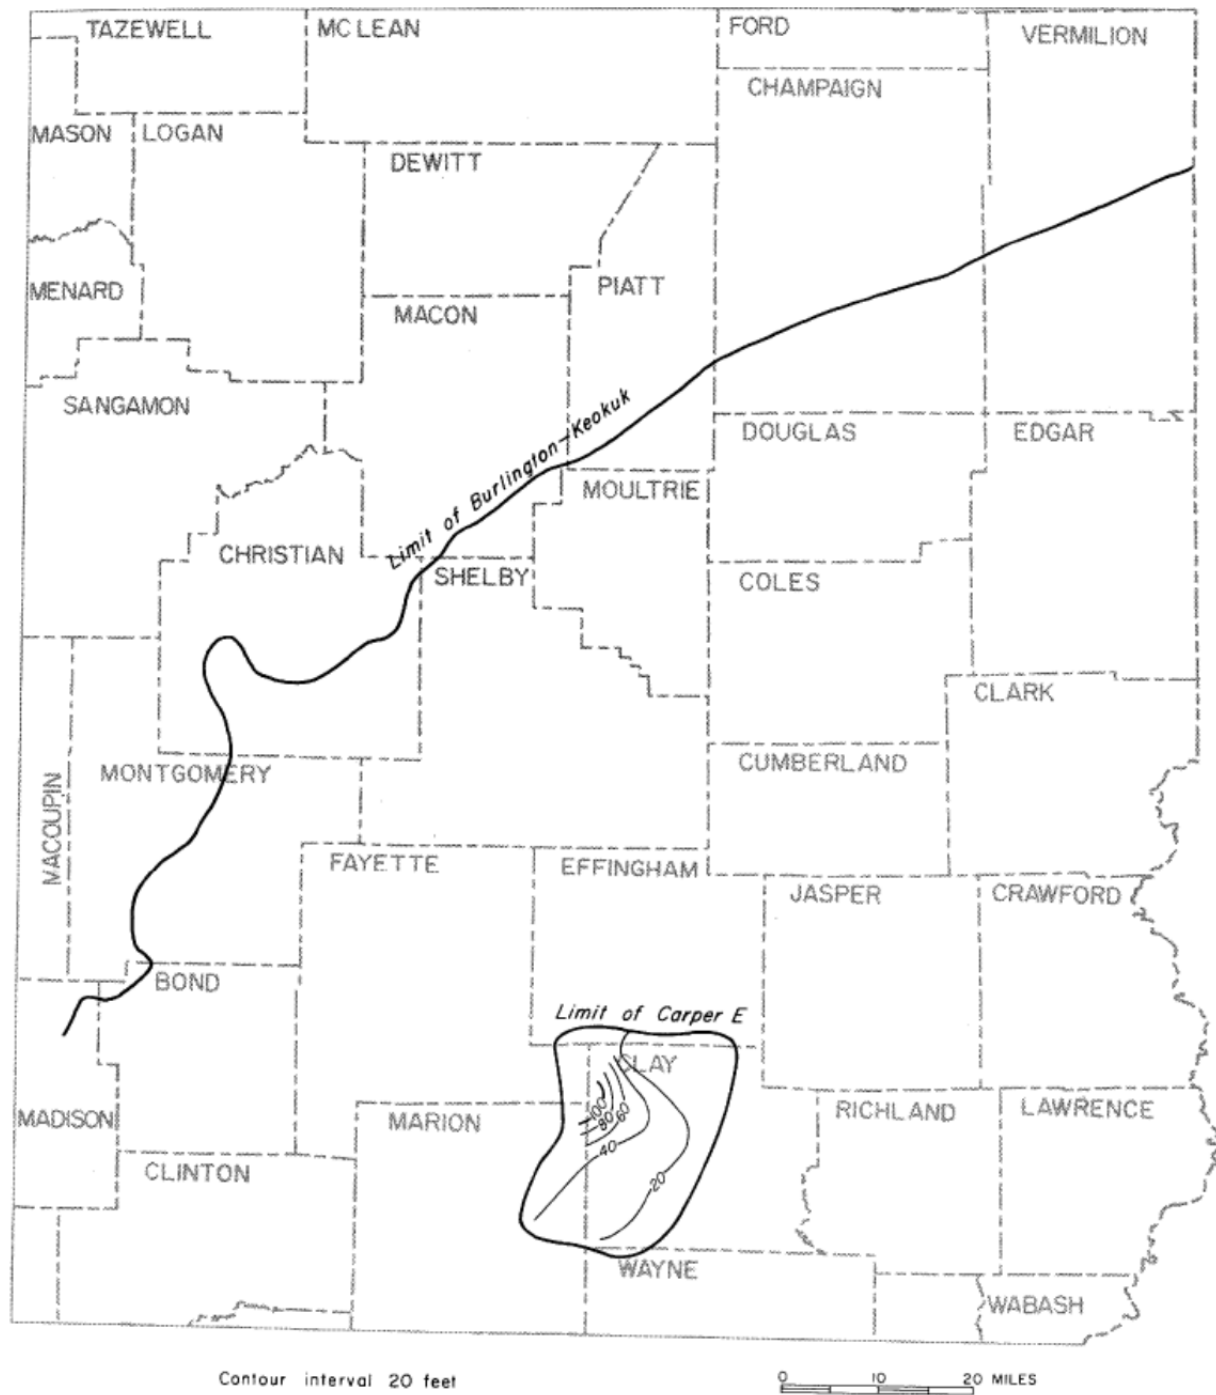 TAZEWELL
MC LEAN
FORD
VERMILION
CHAMPAIGN
MASON
LOGAN
DEWITT
MENARD
PIATT
MACON
SANGAMON
DOUGLAS
EDGAR
Limit of Burlington-Keokuk
MOULTRIE
CHRISTIAN
SHELBY
COLES
CLARK
MONTGOMERY
CUMBERLAND
MACOUPIN
FAYETTE
EFFINGHAM
JASPER
CRAWFORD
BOND
Limit of Carper E
CLAY
100
80
60
MADISON
MARION
RICHLAND
LAWRENCE
40
CLINTON
20
WAYNE
WABASH
Contour interval 20 feet
0 10 20 MILES